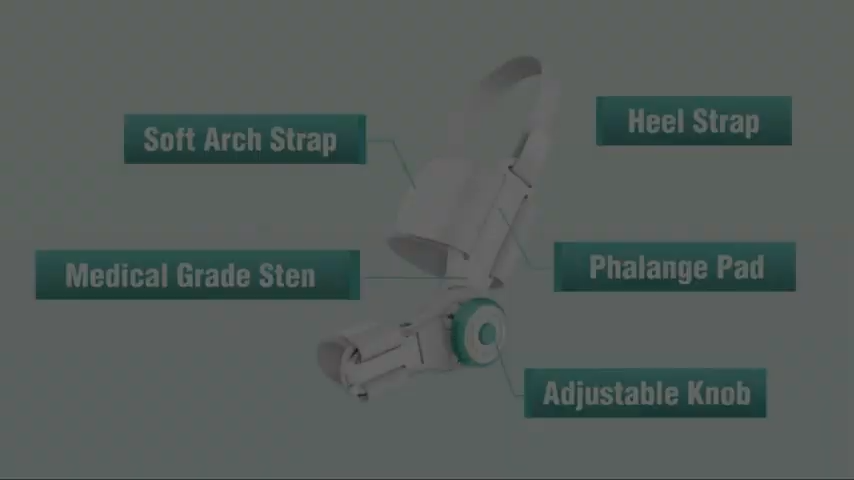 Soft Arch Strap
Heel Strap
Medical Grade Sten
Phalange Pad
Adjustable Knob